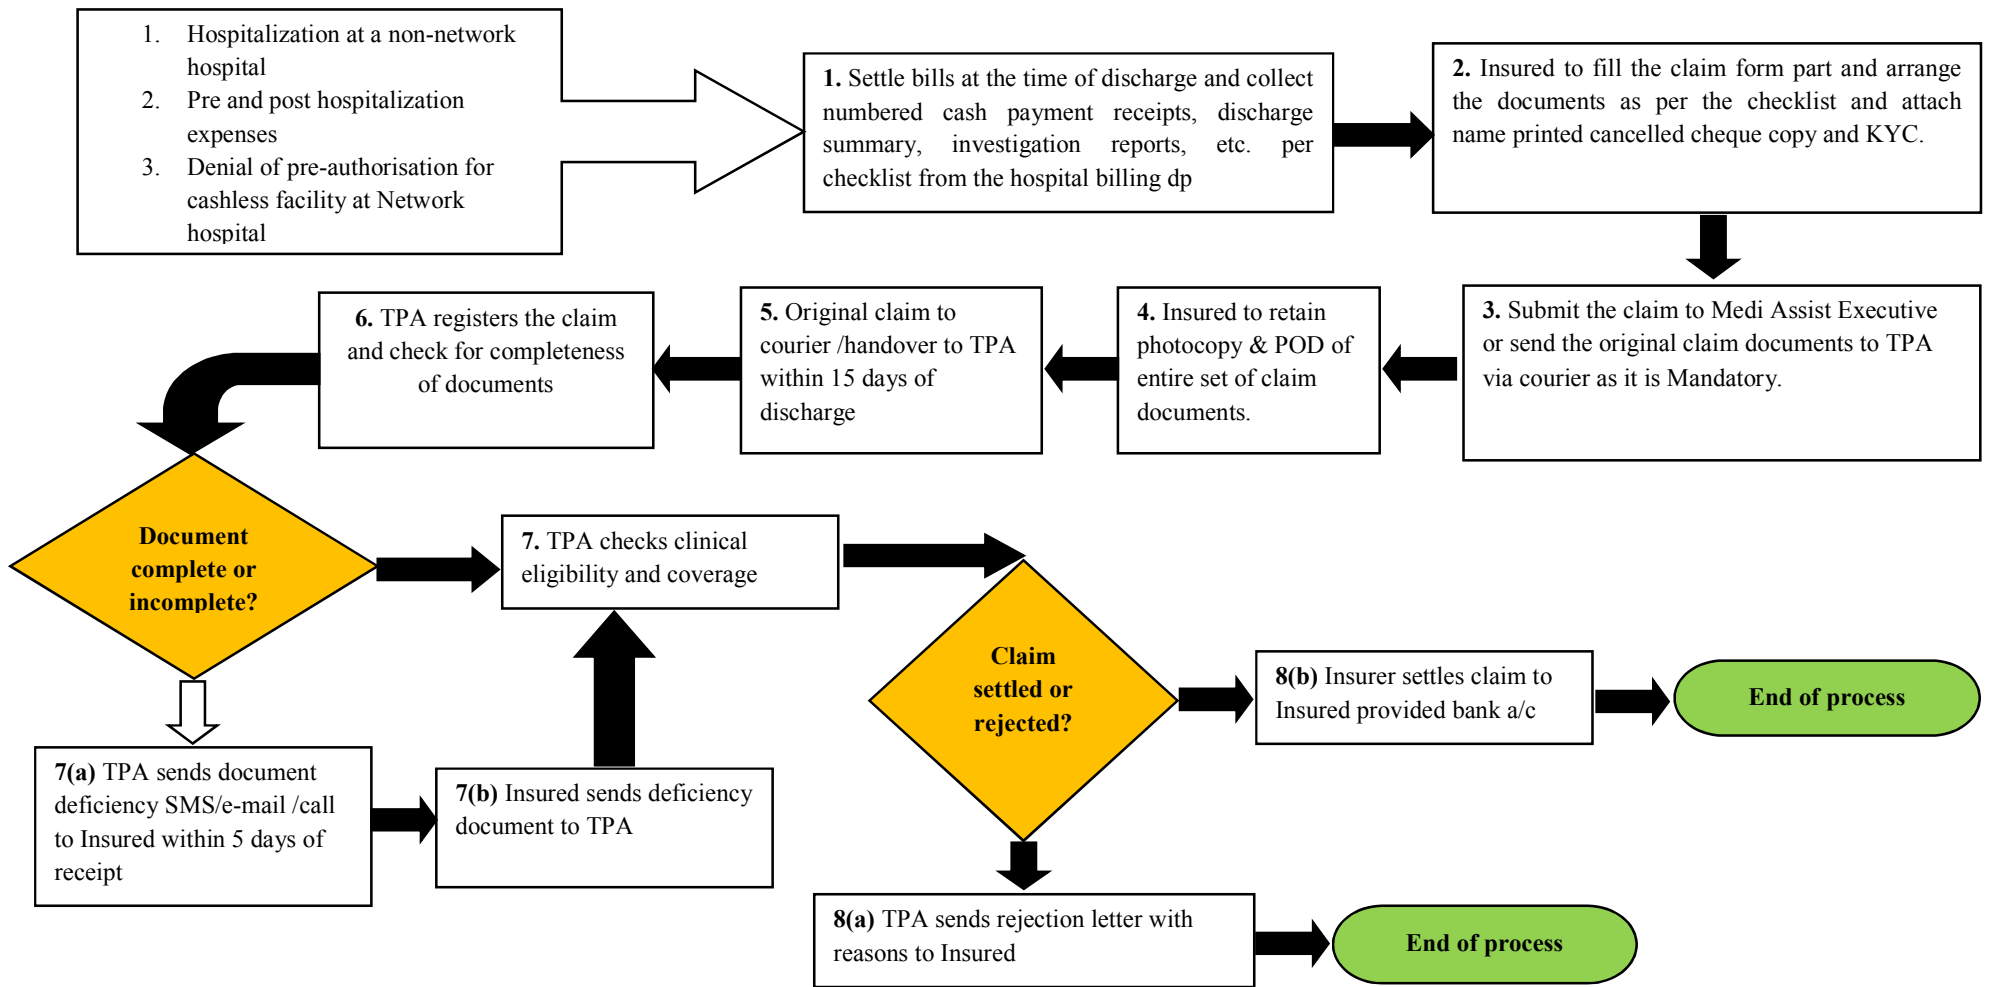 1. Hospitalization at a non-network
hospital
2. Pre and post hospitalization
expenses
3. Denial of pre-authorisation for
cashless facility at Network
hospital
1. Settle bills at the time of discharge and collect
numbered cash payment receipts, discharge
summary, investigation reports, etc. per
checklist from the hospital billing dp
2. Insured to fill the claim form part and arrange
the documents as per the checklist and attach
name printed cancelled cheque copy and KYC.
3. Submit the claim to Medi Assist Executive
or send the original claim documents to TPA
via courier as it is Mandatory.
4. Insured to retain
photocopy & POD of
entire set of claim
documents.
5. Original claim to
courier /handover to TPA
within 15 days of
discharge
6. TPA registers the claim
and check for completeness
of documents
Document
complete or
incomplete?
7. TPA checks clinical
eligibility and coverage
7(a) TPA sends document
deficiency SMS/e-mail /call
to Insured within 5 days of
receipt
7(b) Insured sends deficiency
document to TPA
Claim
settled or
rejected?
8(b) Insurer settles claim to
Insured provided bank a/c
End of process
8(a) TPA sends rejection letter with
reasons to Insured
End of process